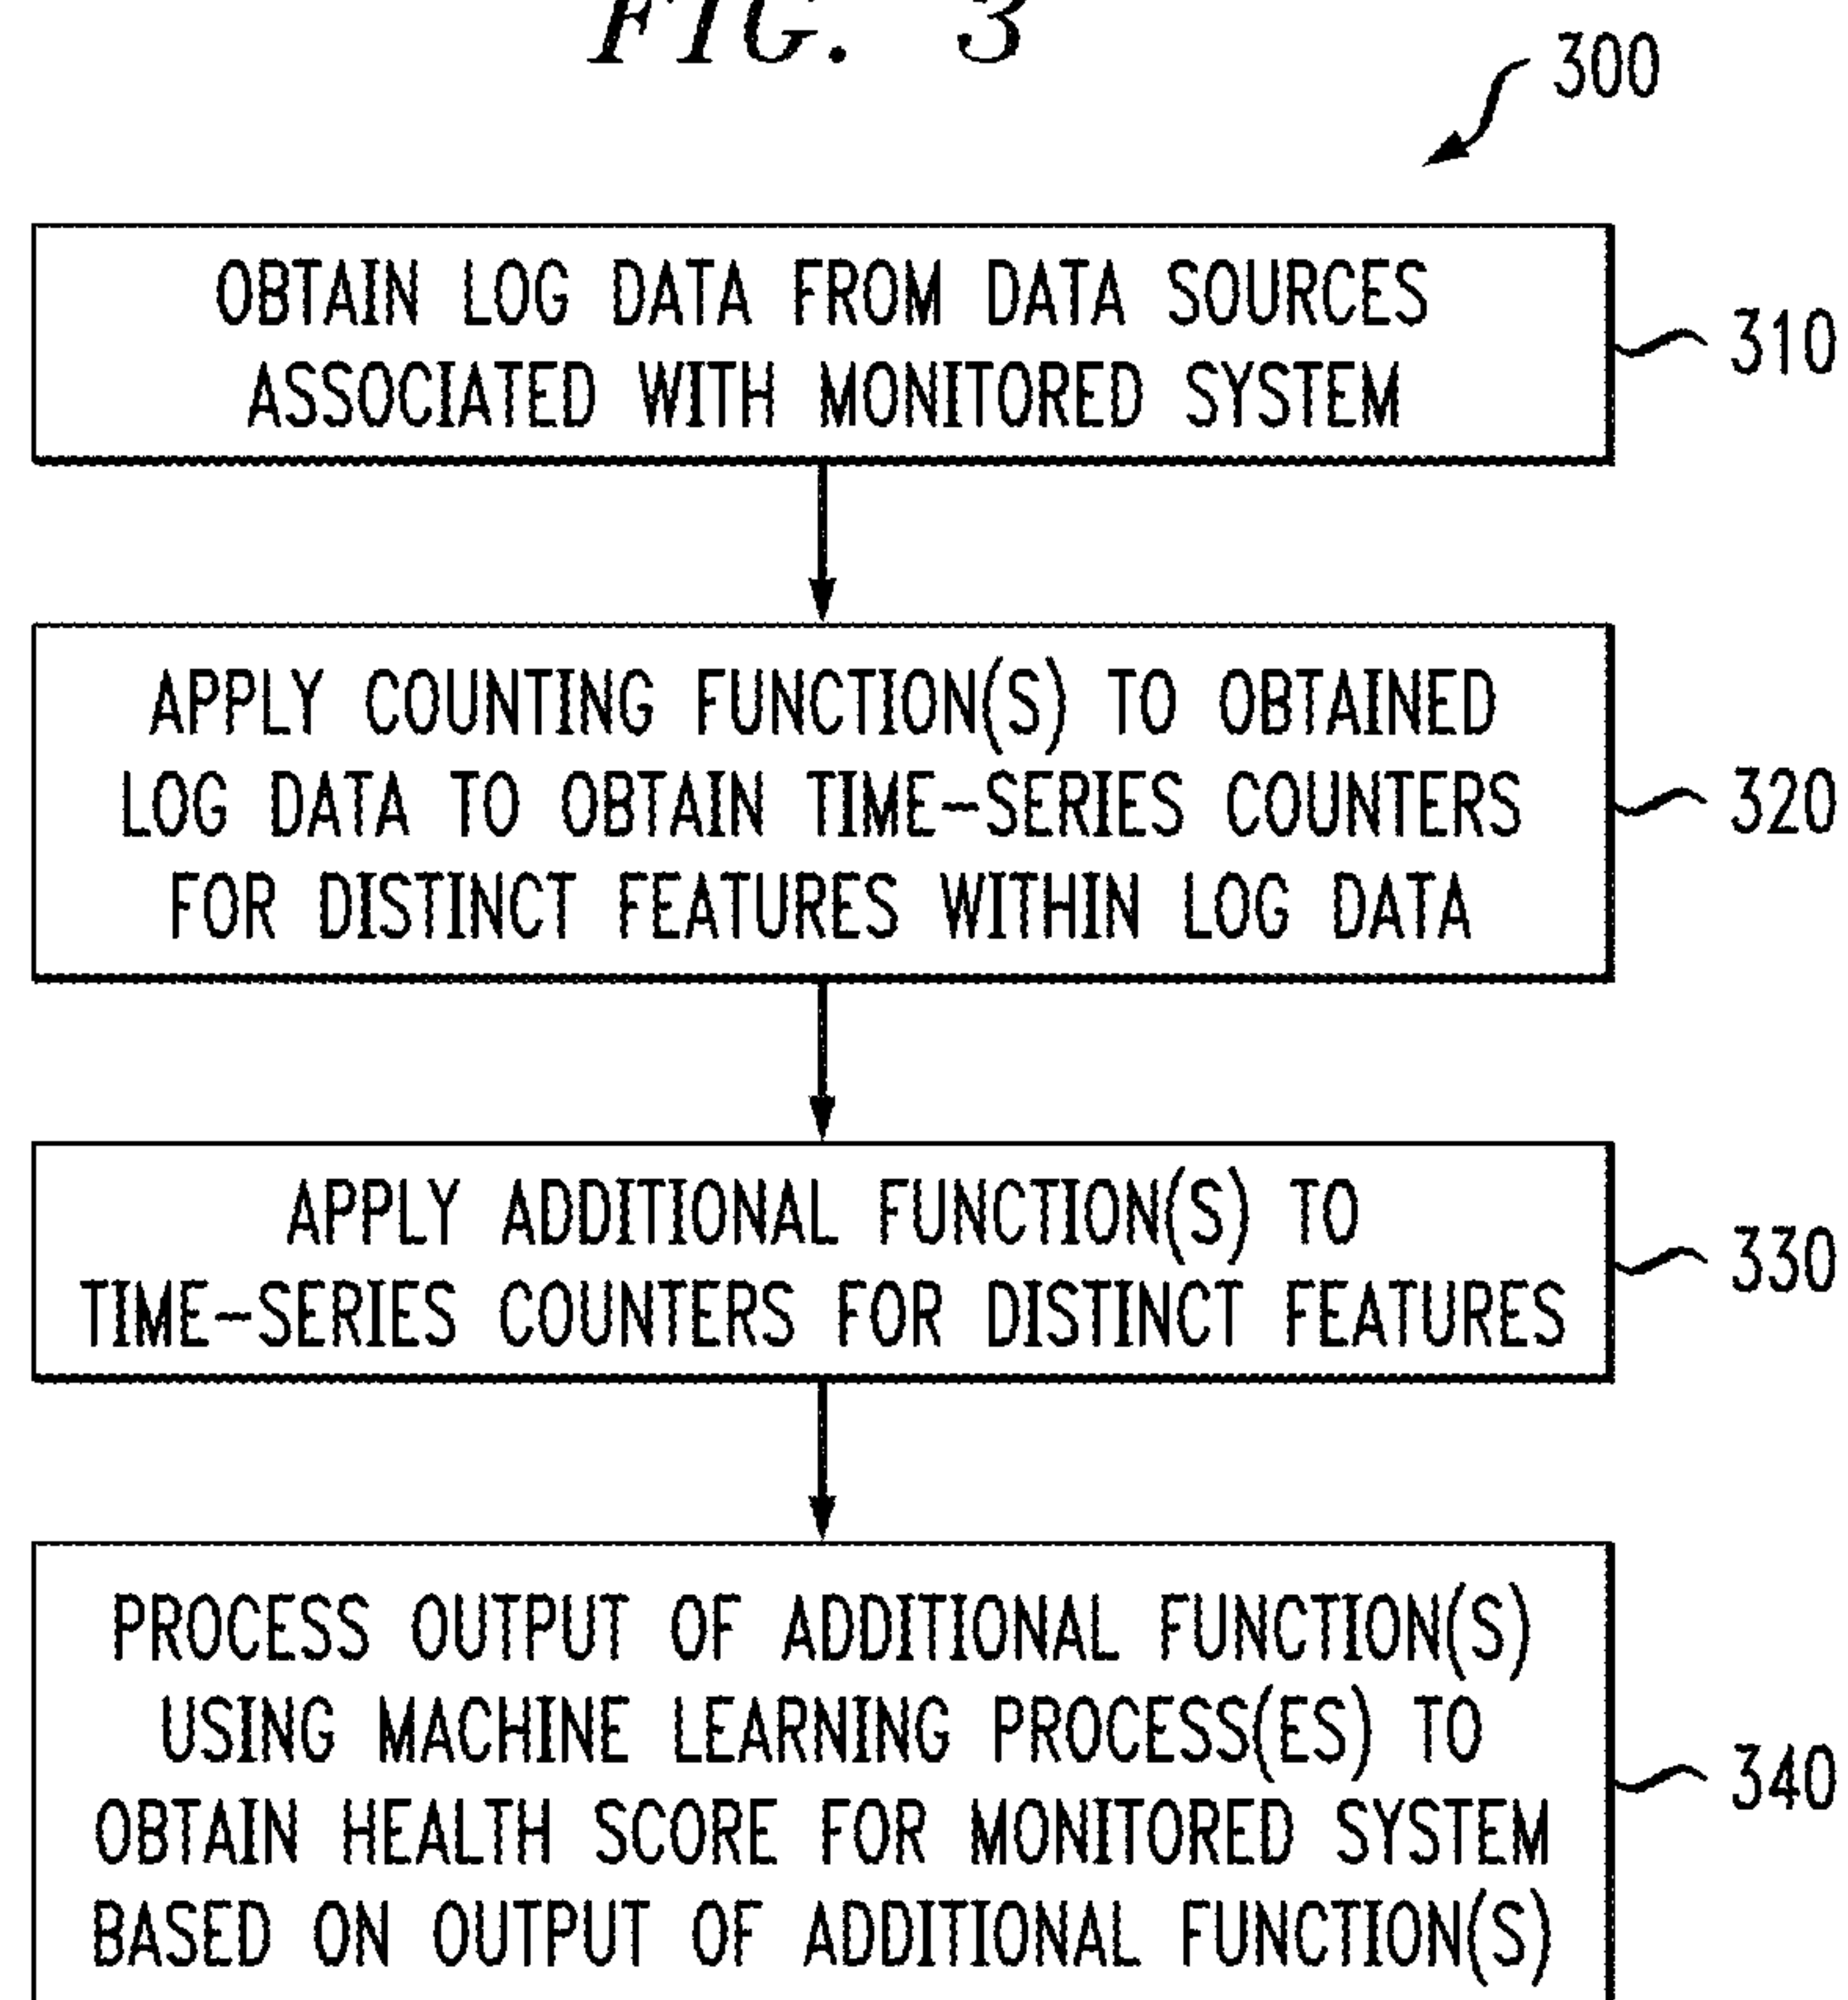 FIG. 3
300
OBTAIN LOG DATA FROM DATA SOURCES
ASSOCIATED WITH MONITORED SYSTEM
310
APPLY COUNTING FUNCTION(S) TO OBTAINED
LOG DATA TO OBTAIN TIME-SERIES COUNTERS
FOR DISTINCT FEATURES WITHIN LOG DATA
320
APPLY ADDITIONAL FUNCTION(S) TO
TIME-SERIES COUNTERS FOR DISTINCT FEATURES
330
PROCESS OUTPUT OF ADDITIONAL FUNCTION(S)
USING MACHINE LEARNING PROCESS(ES) TO
OBTAIN HEALTH SCORE FOR MONITORED SYSTEM
BASED ON OUTPUT OF ADDITIONAL FUNCTION(S)
340